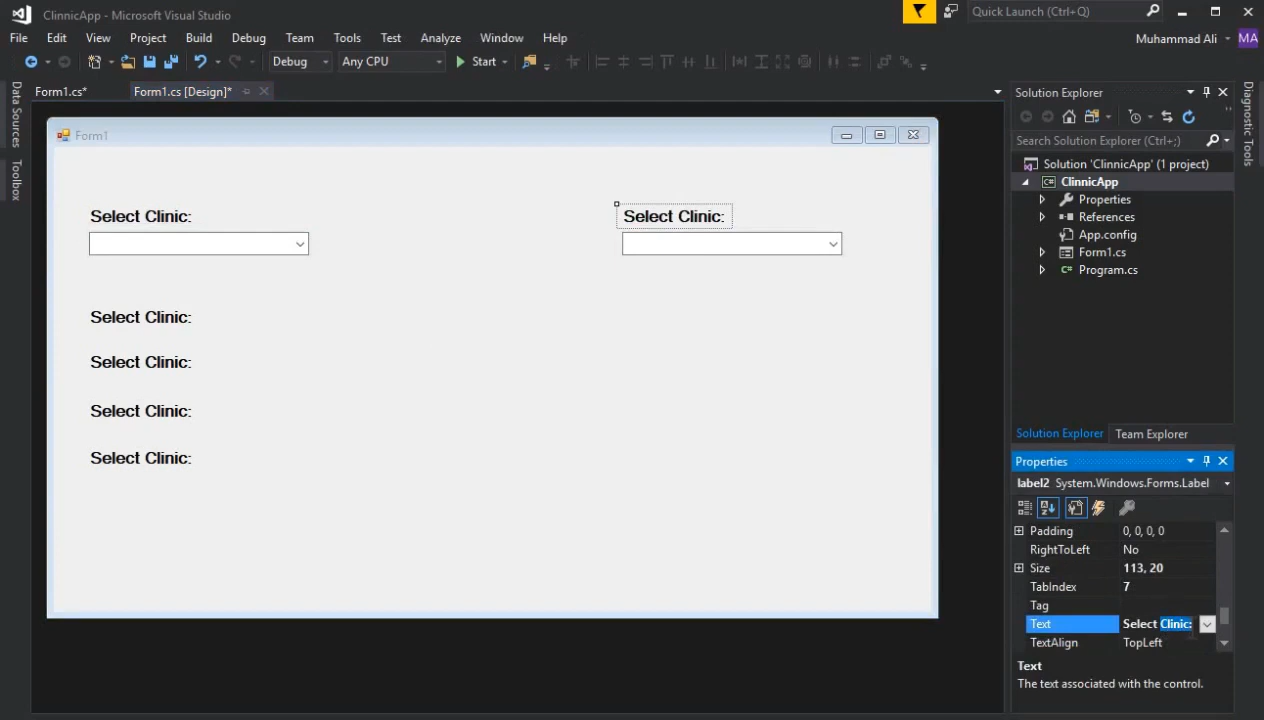 ClinnicApp - Microsoft Visual Studio
Quick Launch (Ctrl+Q)
File Edit View Project Build Debug Team Tools Test Analyze Window Help
Muhammad Ali MA
Debug Any CPU Start
Form1.cs* Form1.cs [Design]*
Data Sources
Toolbox
Form1
Select Clinic: Select Clinic:
Select Clinic:
Select Clinic:
Select Clinic:
Select Clinic:
Solution Explorer
Search Solution Explorer (Ctrl+;)
Solution 'ClinnicApp' (1 project)
C# ClinnicApp
Properties
References
App.config
Form1.cs
C# Program.cs
Solution Explorer Team Explorer
Properties
label2 System.Windows.Forms.Label
Padding 0, 0, 0, 0
RightToLeft No
Size 113, 20
TabIndex 7
Tag
Text Select Clinic:
TextAlign TopLeft
Text
The text associated with the control.
Diagnostic Tools